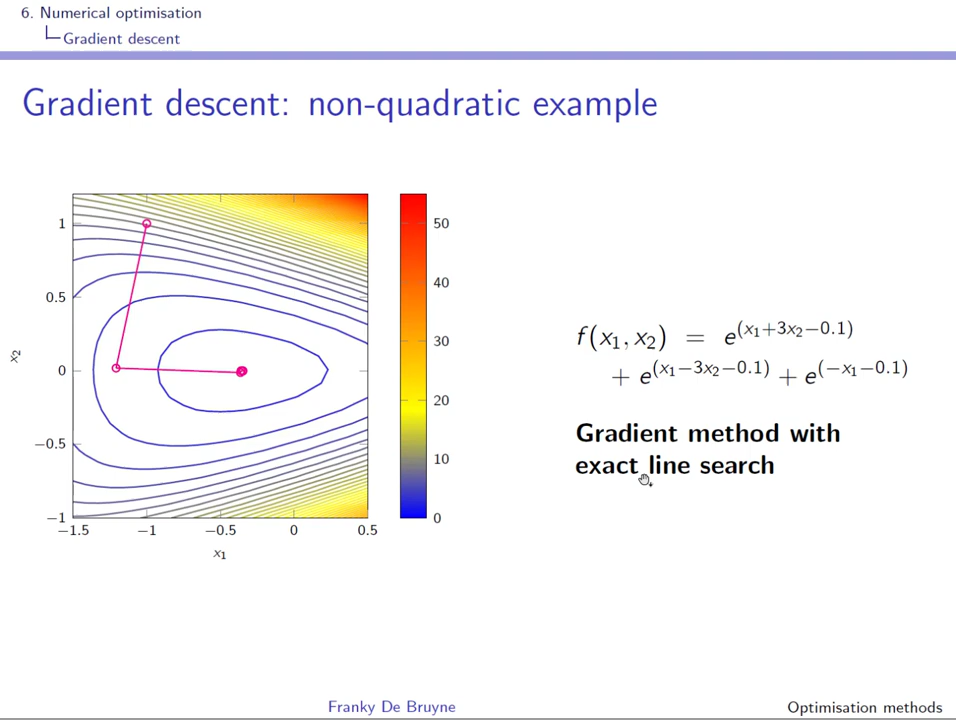 6. Numerical optimisation
Gradient descent
Gradient descent: non-quadratic example
1
0.5
0
−0.5
−1
x₂
−1.5
−1
−0.5
0
0.5
x₁
50
40
30
20
10
0
f(x₁, x₂) = e^(x₁+3x₂−0.1)
+ e^(x₁−3x₂−0.1) + e^(−x₁−0.1)
Gradient method with
exact line search
Franky De Bruyne
Optimisation methods